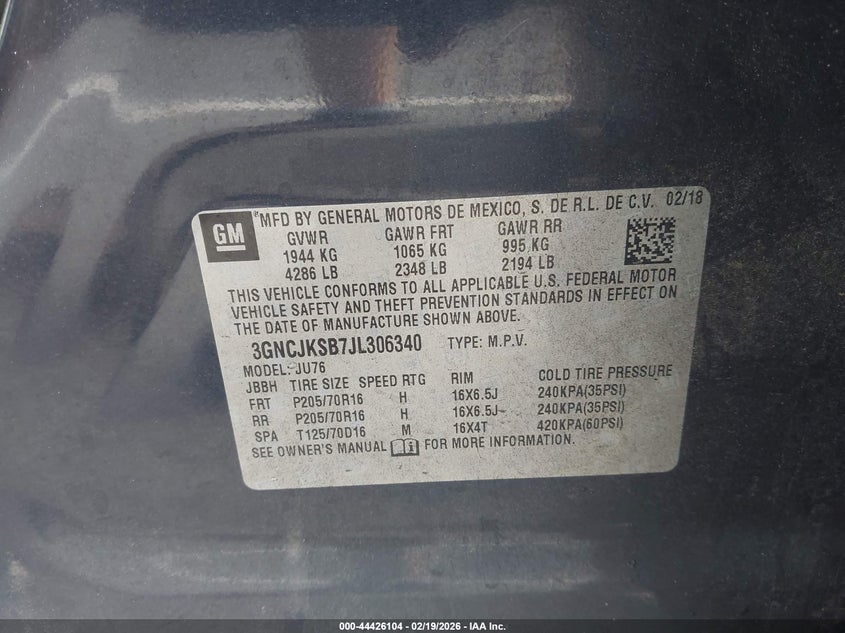 GM
*MFD BY GENERAL MOTORS DE MEXICO, S. DE R.L. DE C.V. 02/18
GVWR GAWR FRT GAWR RR
1944 KG 1065 KG 995 KG
4286 LB 2348 LB 2194 LB
THIS VEHICLE CONFORMS TO ALL APPLICABLE U.S. FEDERAL MOTOR
VEHICLE SAFETY AND THEFT PREVENTION STANDARDS IN EFFECT ON
THE DATE OF MANUFACTURE SHOWN ABOVE.
3GNCJKSB7JL306340 TYPE: M.P.V.
MODEL: JU76
JBBH TIRE SIZE SPEED RTG RIM COLD TIRE PRESSURE
FRT P205/70R16 H 16X6.5J 240KPA(35PSI)
RR P205/70R16 H 16X6.5J 240KPA(35PSI)
SPA T125/70D16 M 16X4T 420KPA(60PSI)
SEE OWNER'S MANUAL FOR MORE INFORMATION.
000-44426104 - 02/19/2026 - IAA Inc.